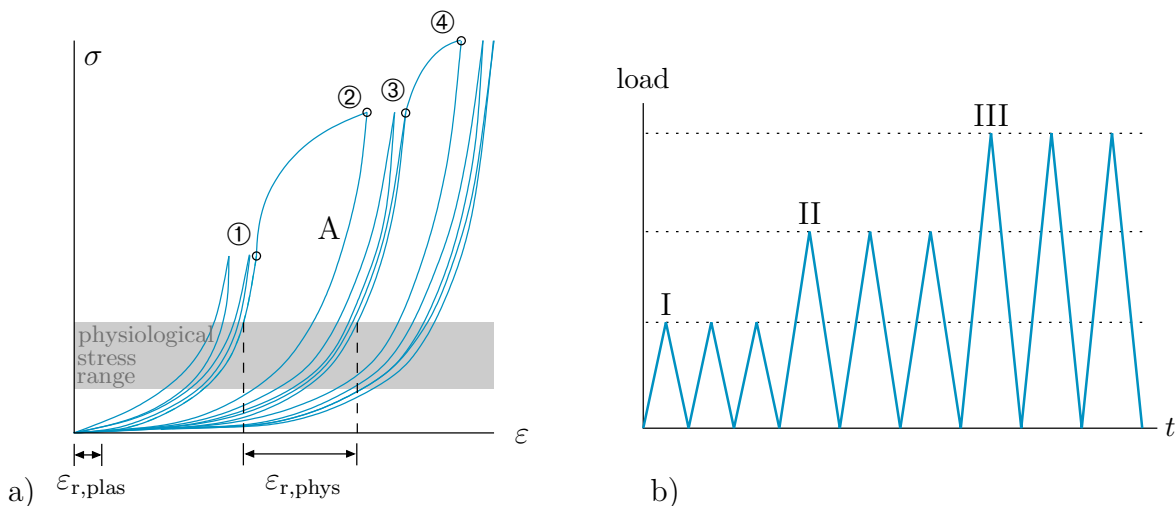 ④
σ
②
③
①
A
physiological
stress
range
ε
ε_r,plas
ε_r,phys
a)
load
III
II
I
t
b)